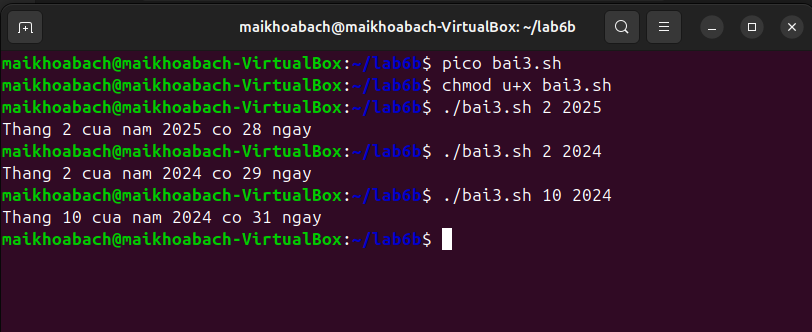 maikhoabach@maikhoabach-VirtualBox: ~/lab6b
maikhoabach@maikhoabach-VirtualBox:~/lab6b$ pico bai3.sh
maikhoabach@maikhoabach-VirtualBox:~/lab6b$ chmod u+x bai3.sh
maikhoabach@maikhoabach-VirtualBox:~/lab6b$ ./bai3.sh 2 2025
Thang 2 cua nam 2025 co 28 ngay
maikhoabach@maikhoabach-VirtualBox:~/lab6b$ ./bai3.sh 2 2024
Thang 2 cua nam 2024 co 29 ngay
maikhoabach@maikhoabach-VirtualBox:~/lab6b$ ./bai3.sh 10 2024
Thang 10 cua nam 2024 co 31 ngay
maikhoabach@maikhoabach-VirtualBox:~/lab6b$